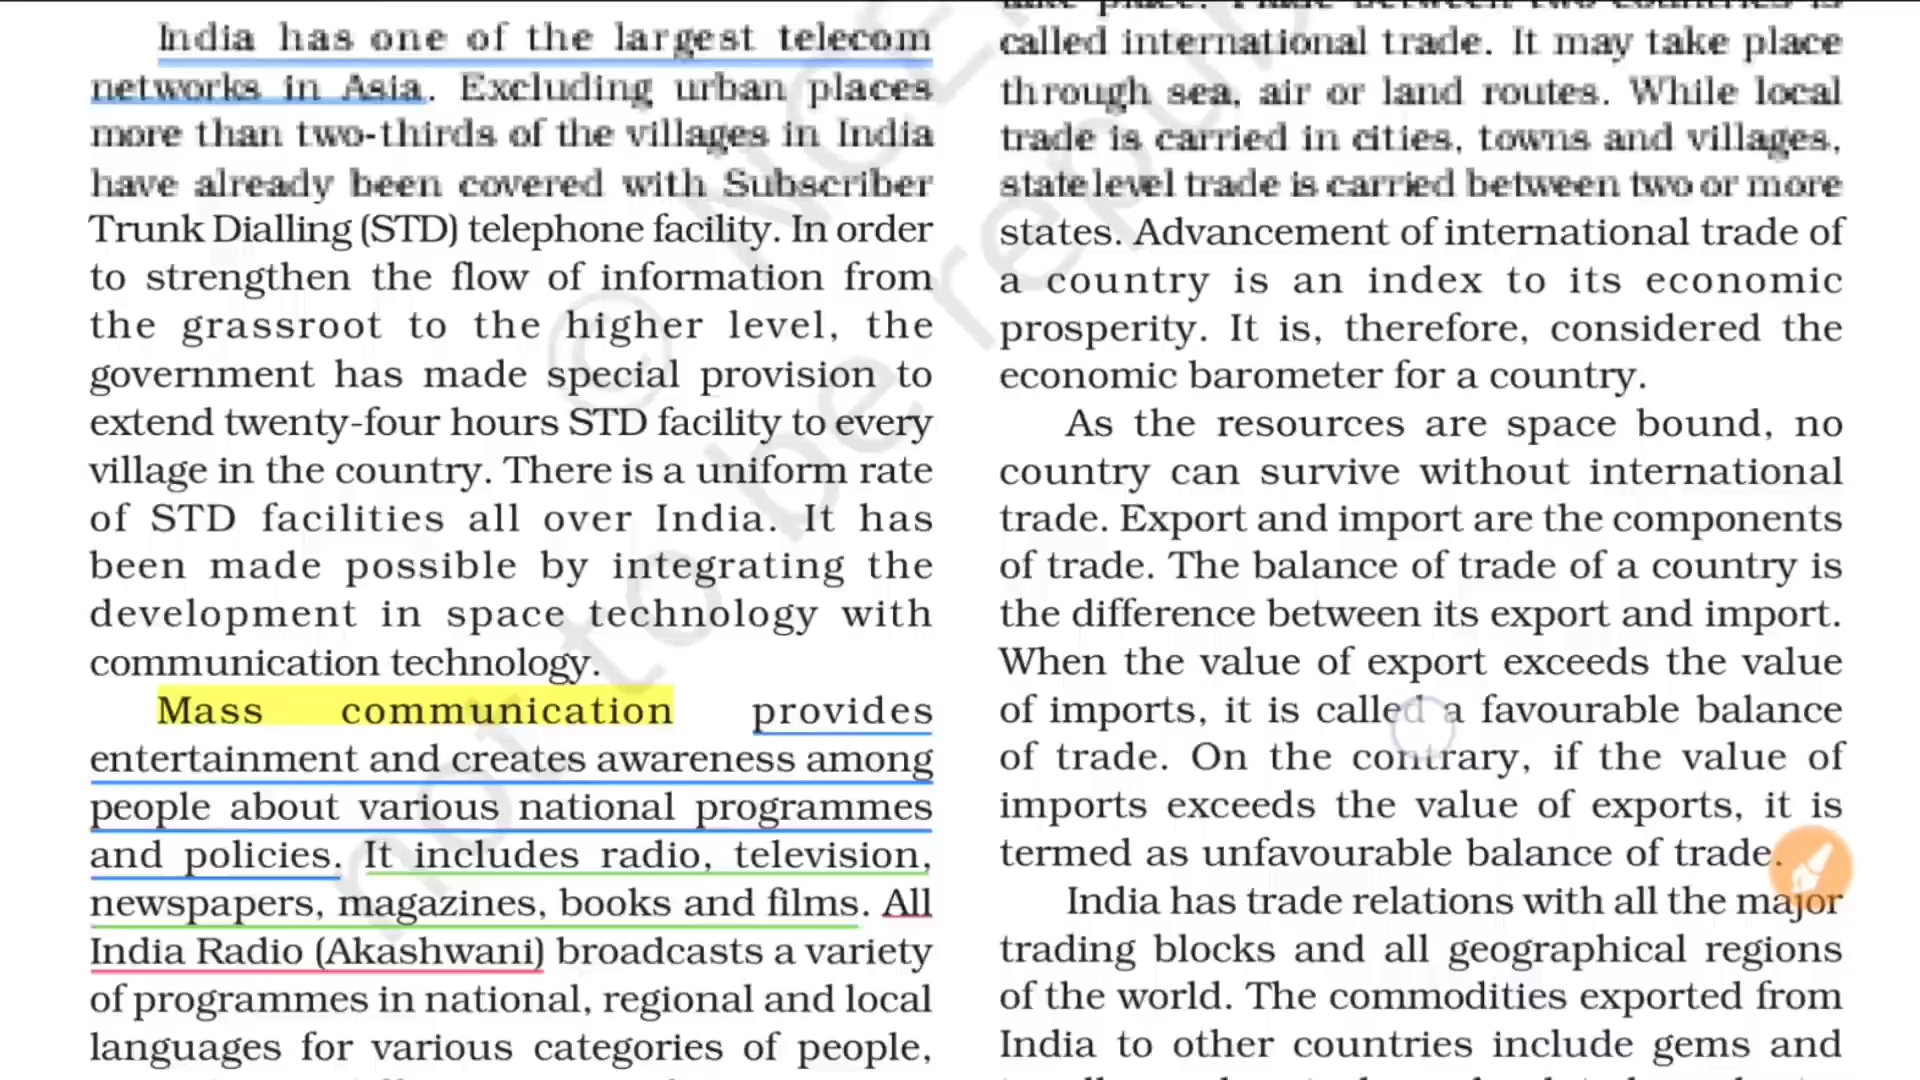 India has one of the largest telecom
networks in Asia. Excluding urban places
more than two-thirds of the villages in India
have already been covered with Subscriber
Trunk Dialling (STD) telephone facility. In order
to strengthen the flow of information from
the grassroot to the higher level, the
government has made special provision to
extend twenty-four hours STD facility to every
village in the country. There is a uniform rate
of STD facilities all over India. It has
been made possible by integrating the
development in space technology with
communication technology.
Mass communication provides
entertainment and creates awareness among
people about various national programmes
and policies. It includes radio, television,
newspapers, magazines, books and films. All
India Radio (Akashwani) broadcasts a variety
of programmes in national, regional and local
languages for various categories of people,
called international trade. It may take place
through sea, air or land routes. While local
trade is carried in cities, towns and villages,
state level trade is carried between two or more
states. Advancement of international trade of
a country is an index to its economic
prosperity. It is, therefore, considered the
economic barometer for a country.
As the resources are space bound, no
country can survive without international
trade. Export and import are the components
of trade. The balance of trade of a country is
the difference between its export and import.
When the value of export exceeds the value
of imports, it is called a favourable balance
of trade. On the contrary, if the value of
imports exceeds the value of exports, it is
termed as unfavourable balance of trade.
India has trade relations with all the major
trading blocks and all geographical regions
of the world. The commodities exported from
India to other countries include gems and
© NCE
not to be repu